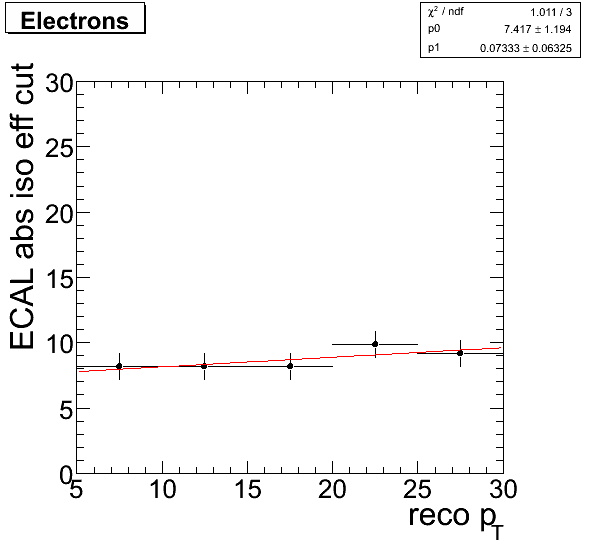 Electrons
χ² / ndf 1.011 / 3
p0 7.417 ± 1.194
p1 0.07333 ± 0.06325
ECAL abs iso eff cut
30
25
20
15
10
5
0
5 10 15 20 25 30
reco pT